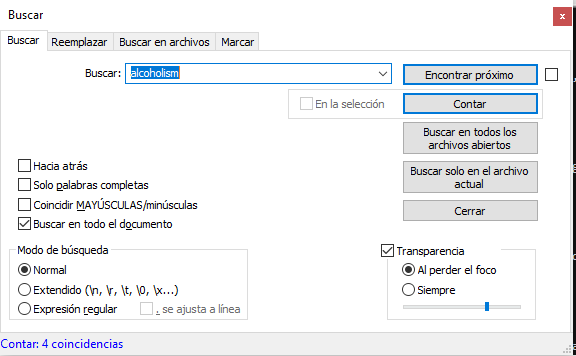 Buscar
Buscar Reemplazar Buscar en archivos Marcar
Buscar: alcoholism Encontrar próximo
En la selección Contar
Buscar en todos los
archivos abiertos
Hacia atrás
Buscar solo en el archivo
actual
Solo palabras completas
Coincidir MAYÚSCULAS/minúsculas
Cerrar
Buscar en todo el documento
Modo de búsqueda
Transparencia
Normal
Al perder el foco
Extendido (\n, \r, \t, \0, \x...)
Siempre
Expresión regular . se ajusta a línea
Contar: 4 coincidencias